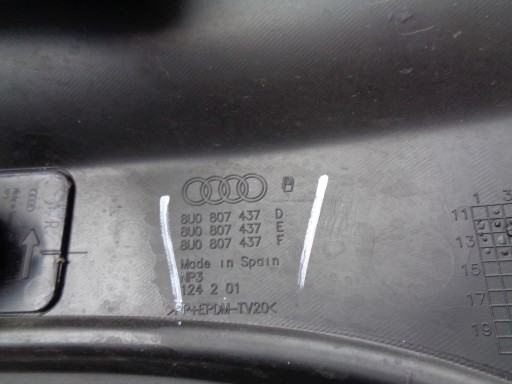 8U0 807 437 D
8U0 807 437 E
8U0 807 437 F
Made in Spain
NP3
124 2 01
>PP+EPDM-TV20<
1 3
11
13
15
17
19